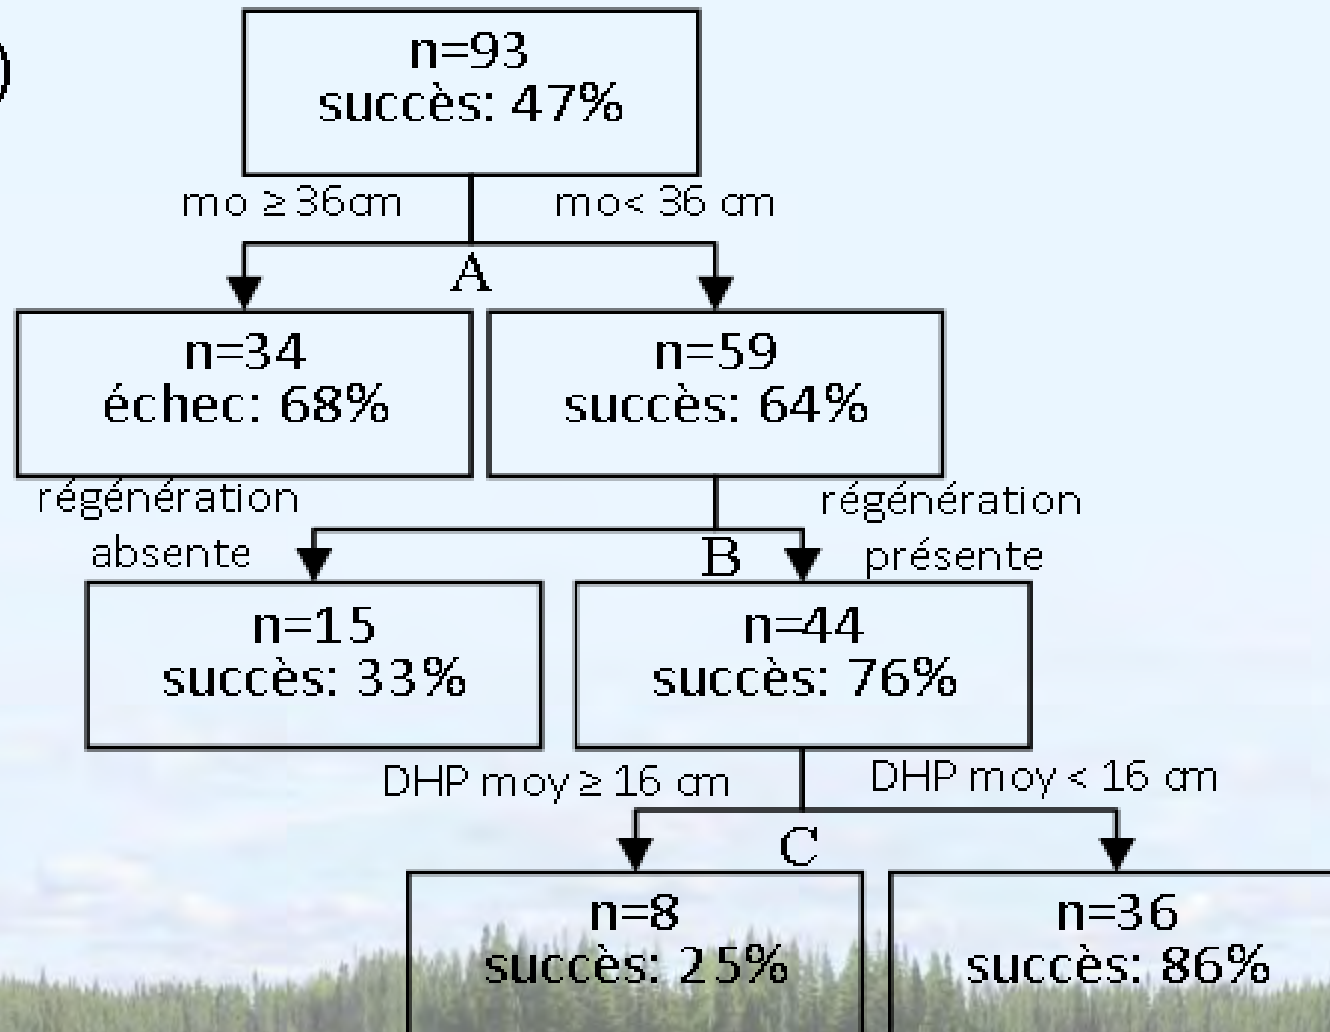 )
n=93
succès: 47%
mo ≥ 36cm
mo< 36 cm
A
n=34
échec: 68%
n=59
succès: 64%
régénération
absente
régénération
présente
B
n=15
succès: 33%
n=44
succès: 76%
DHP moy ≥ 16 cm
DHP moy < 16 cm
C
n=8
succès: 25%
n=36
succès: 86%